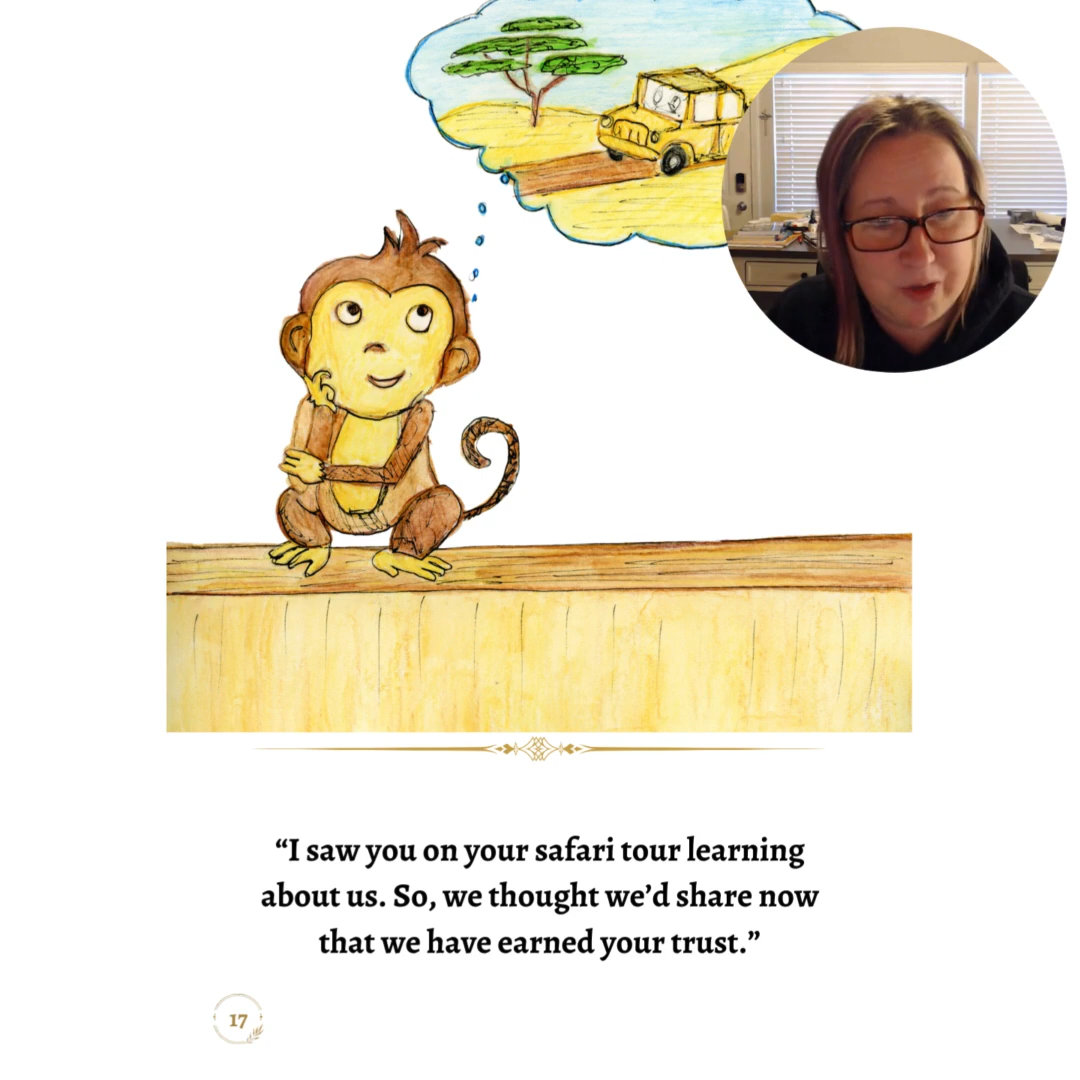 “I saw you on your safari tour learning
about us. So, we thought we’d share now
that we have earned your trust.”
17